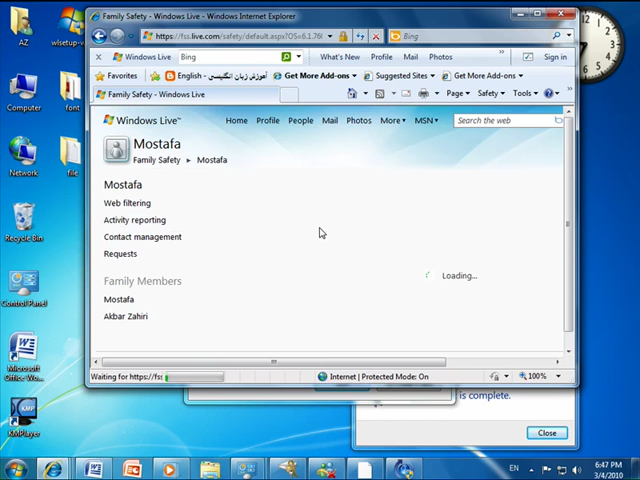 AZ
wlsetup-v
Computer
font
Network
file
Recycle Bin
Control Panel
Microsoft
Office Wo...
KMPlayer
Family Safety - Windows Live - Windows Internet Explorer
https://fss.live.com/safety/default.aspx?OS=6.1.760
Bing
Windows Live
Bing
What's New
Profile
Mail
Photos
Sign in
Favorites
English - آموزش زبان انگلیسی
Get More Add-ons
Suggested Sites
Get More Add-ons
Family Safety - Windows Live
Page
Safety
Tools
Windows Live™
Home
Profile
People
Mail
Photos
More
MSN
Search the web
Mostafa
Family Safety ► Mostafa
Mostafa
Web filtering
Activity reporting
Contact management
Requests
Family Members
Mostafa
Akbar Zahiri
Loading...
Waiting for https://fss
Internet | Protected Mode: On
100%
is complete.
Close
EN
6:47 PM
3/4/2010